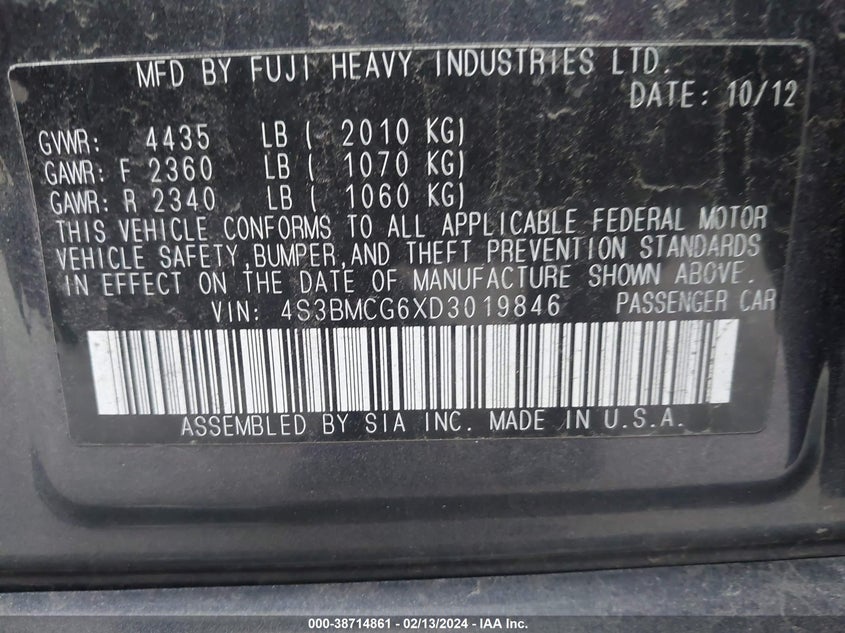 MFD BY FUJI HEAVY INDUSTRIES LTD.
DATE: 10/12
GVWR: 4435 LB ( 2010 KG)
GAWR: F 2360 LB ( 1070 KG)
GAWR: R 2340 LB ( 1060 KG)
THIS VEHICLE CONFORMS TO ALL APPLICABLE FEDERAL MOTOR
VEHICLE SAFETY, BUMPER, AND THEFT PREVENTION STANDARDS
IN EFFECT ON THE DATE OF MANUFACTURE SHOWN ABOVE.
VIN: 4S3BMCG6XD3019846 PASSENGER CAR
ASSEMBLED BY SIA INC. MADE IN U.S.A.
000-38714861 - 02/13/2024 - IAA Inc.